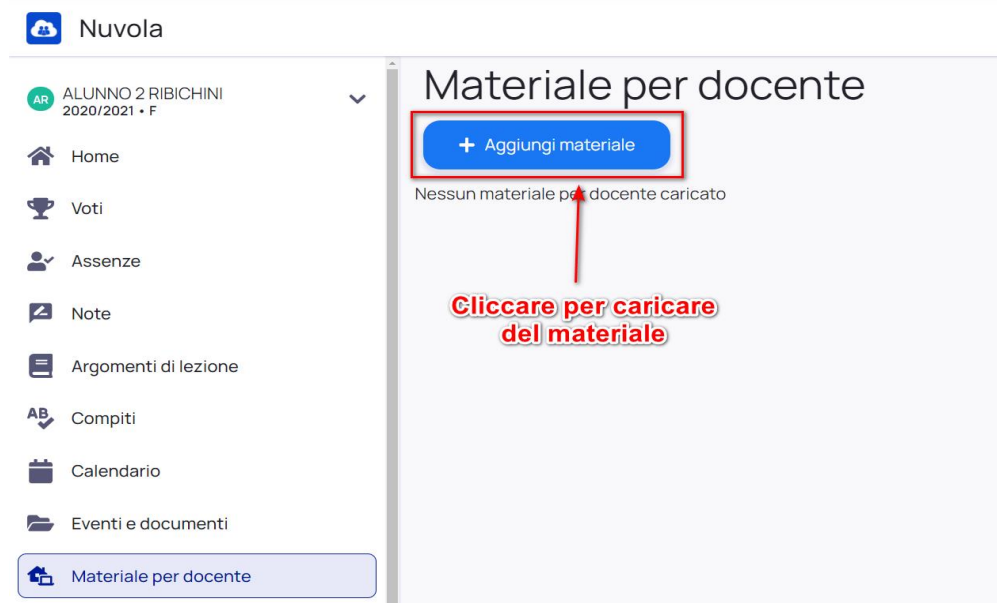 Nuvola
AR
ALUNNO 2 RIBICHINI
2020/2021 • F
Home
Voti
Assenze
Note
Argomenti di lezione
AB
Compiti
Calendario
Eventi e documenti
Materiale per docente
Materiale per docente
+ Aggiungi materiale
Nessun materiale per docente caricato
Cliccare per caricare
del materiale